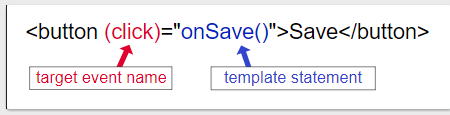 <button (click)="onSave()">Save</button>
target event name
template statement